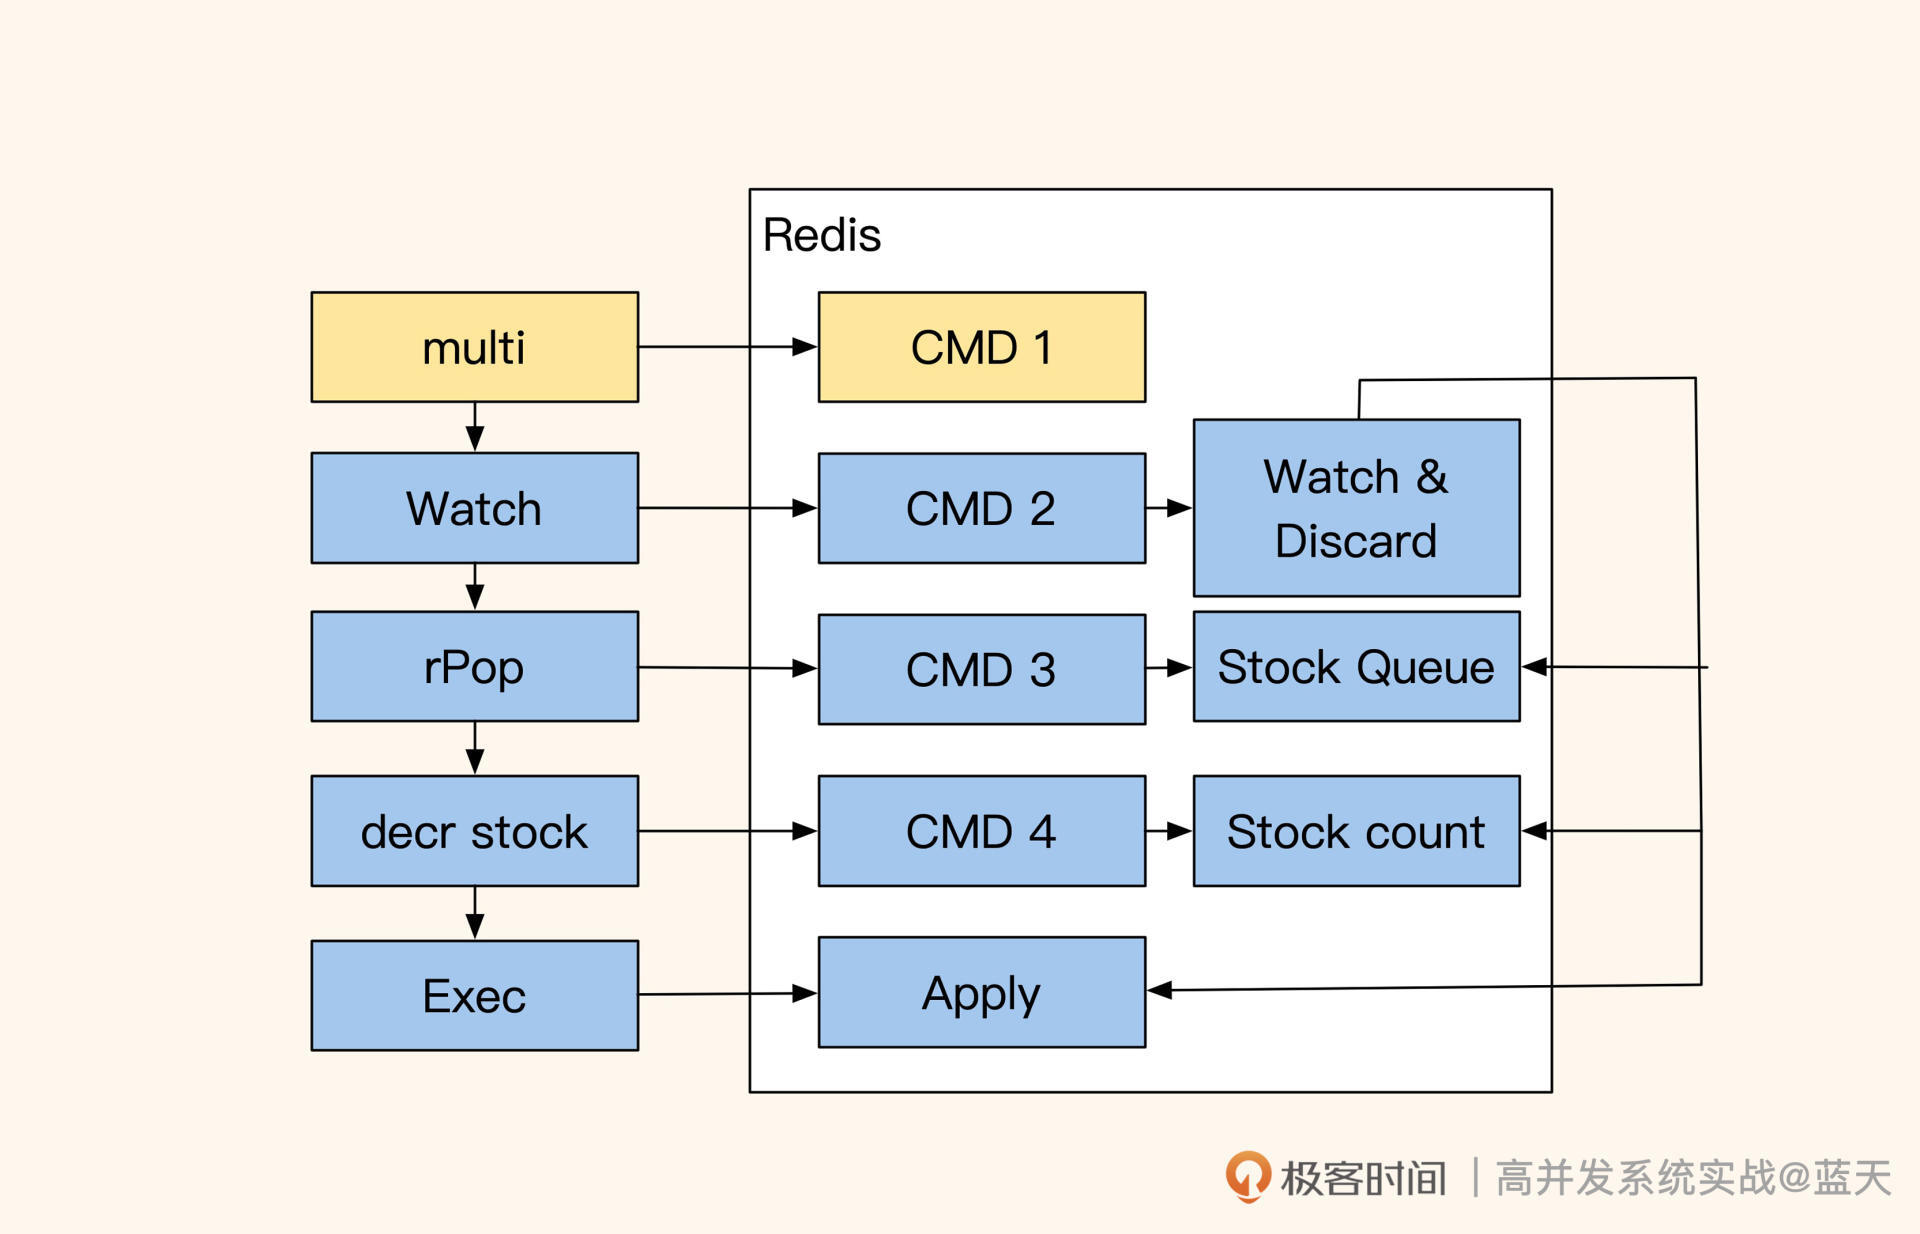 Redis
multi
CMD 1
Watch
CMD 2
Watch &
Discard
rPop
CMD 3
Stock Queue
decr stock
CMD 4
Stock count
Exec
Apply
极客时间 | 高并发系统实战@蓝天